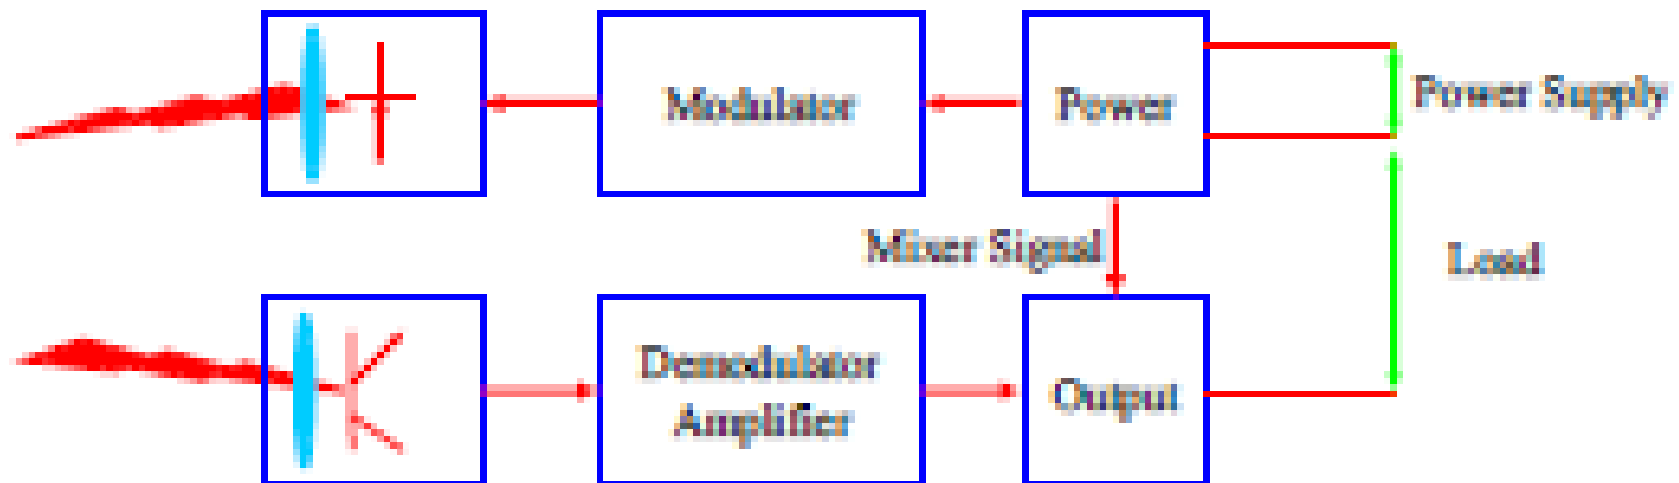 Modulator
Power
Power Supply
Mixer Signal
Load
Demodulator
Amplifier
Output